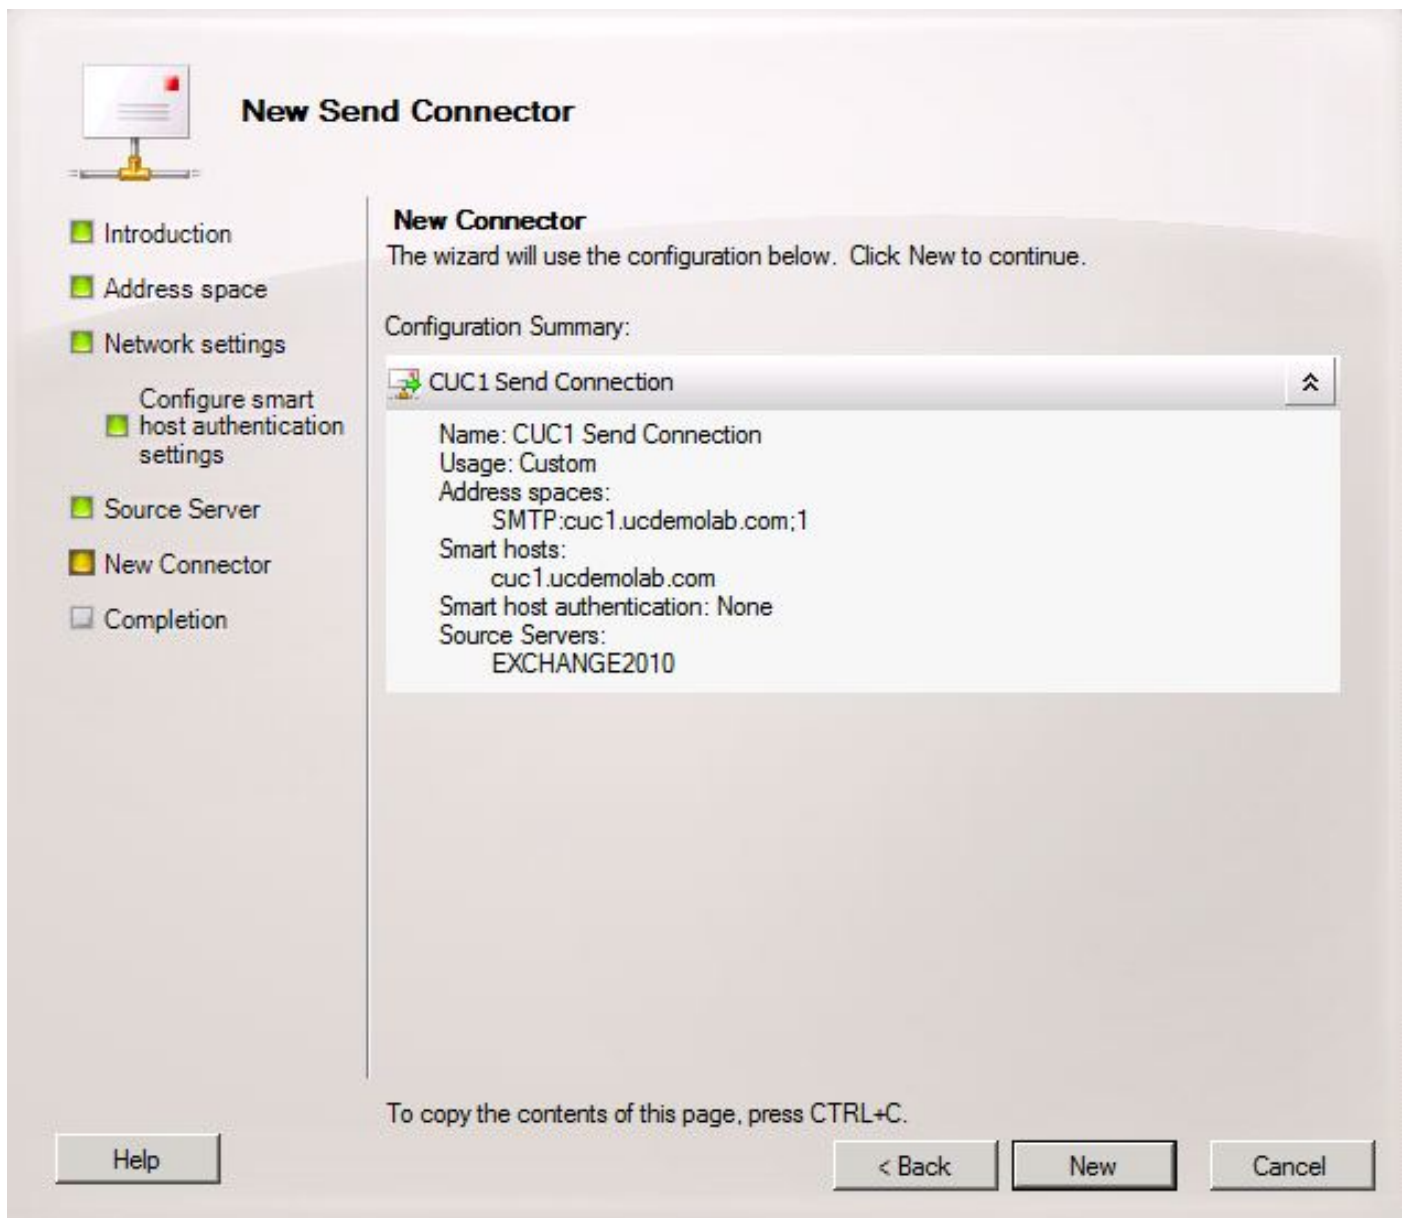 New Send Connector
Introduction
Address space
Network settings
Configure smart
host authentication
settings
Source Server
New Connector
Completion
New Connector
The wizard will use the configuration below. Click New to continue.
Configuration Summary:
CUC1 Send Connection
Name: CUC1 Send Connection
Usage: Custom
Address spaces:
SMTP:cuc1.ucdemolab.com;1
Smart hosts:
cuc1.ucdemolab.com
Smart host authentication: None
Source Servers:
EXCHANGE2010
To copy the contents of this page, press CTRL+C.
Help
< Back
New
Cancel